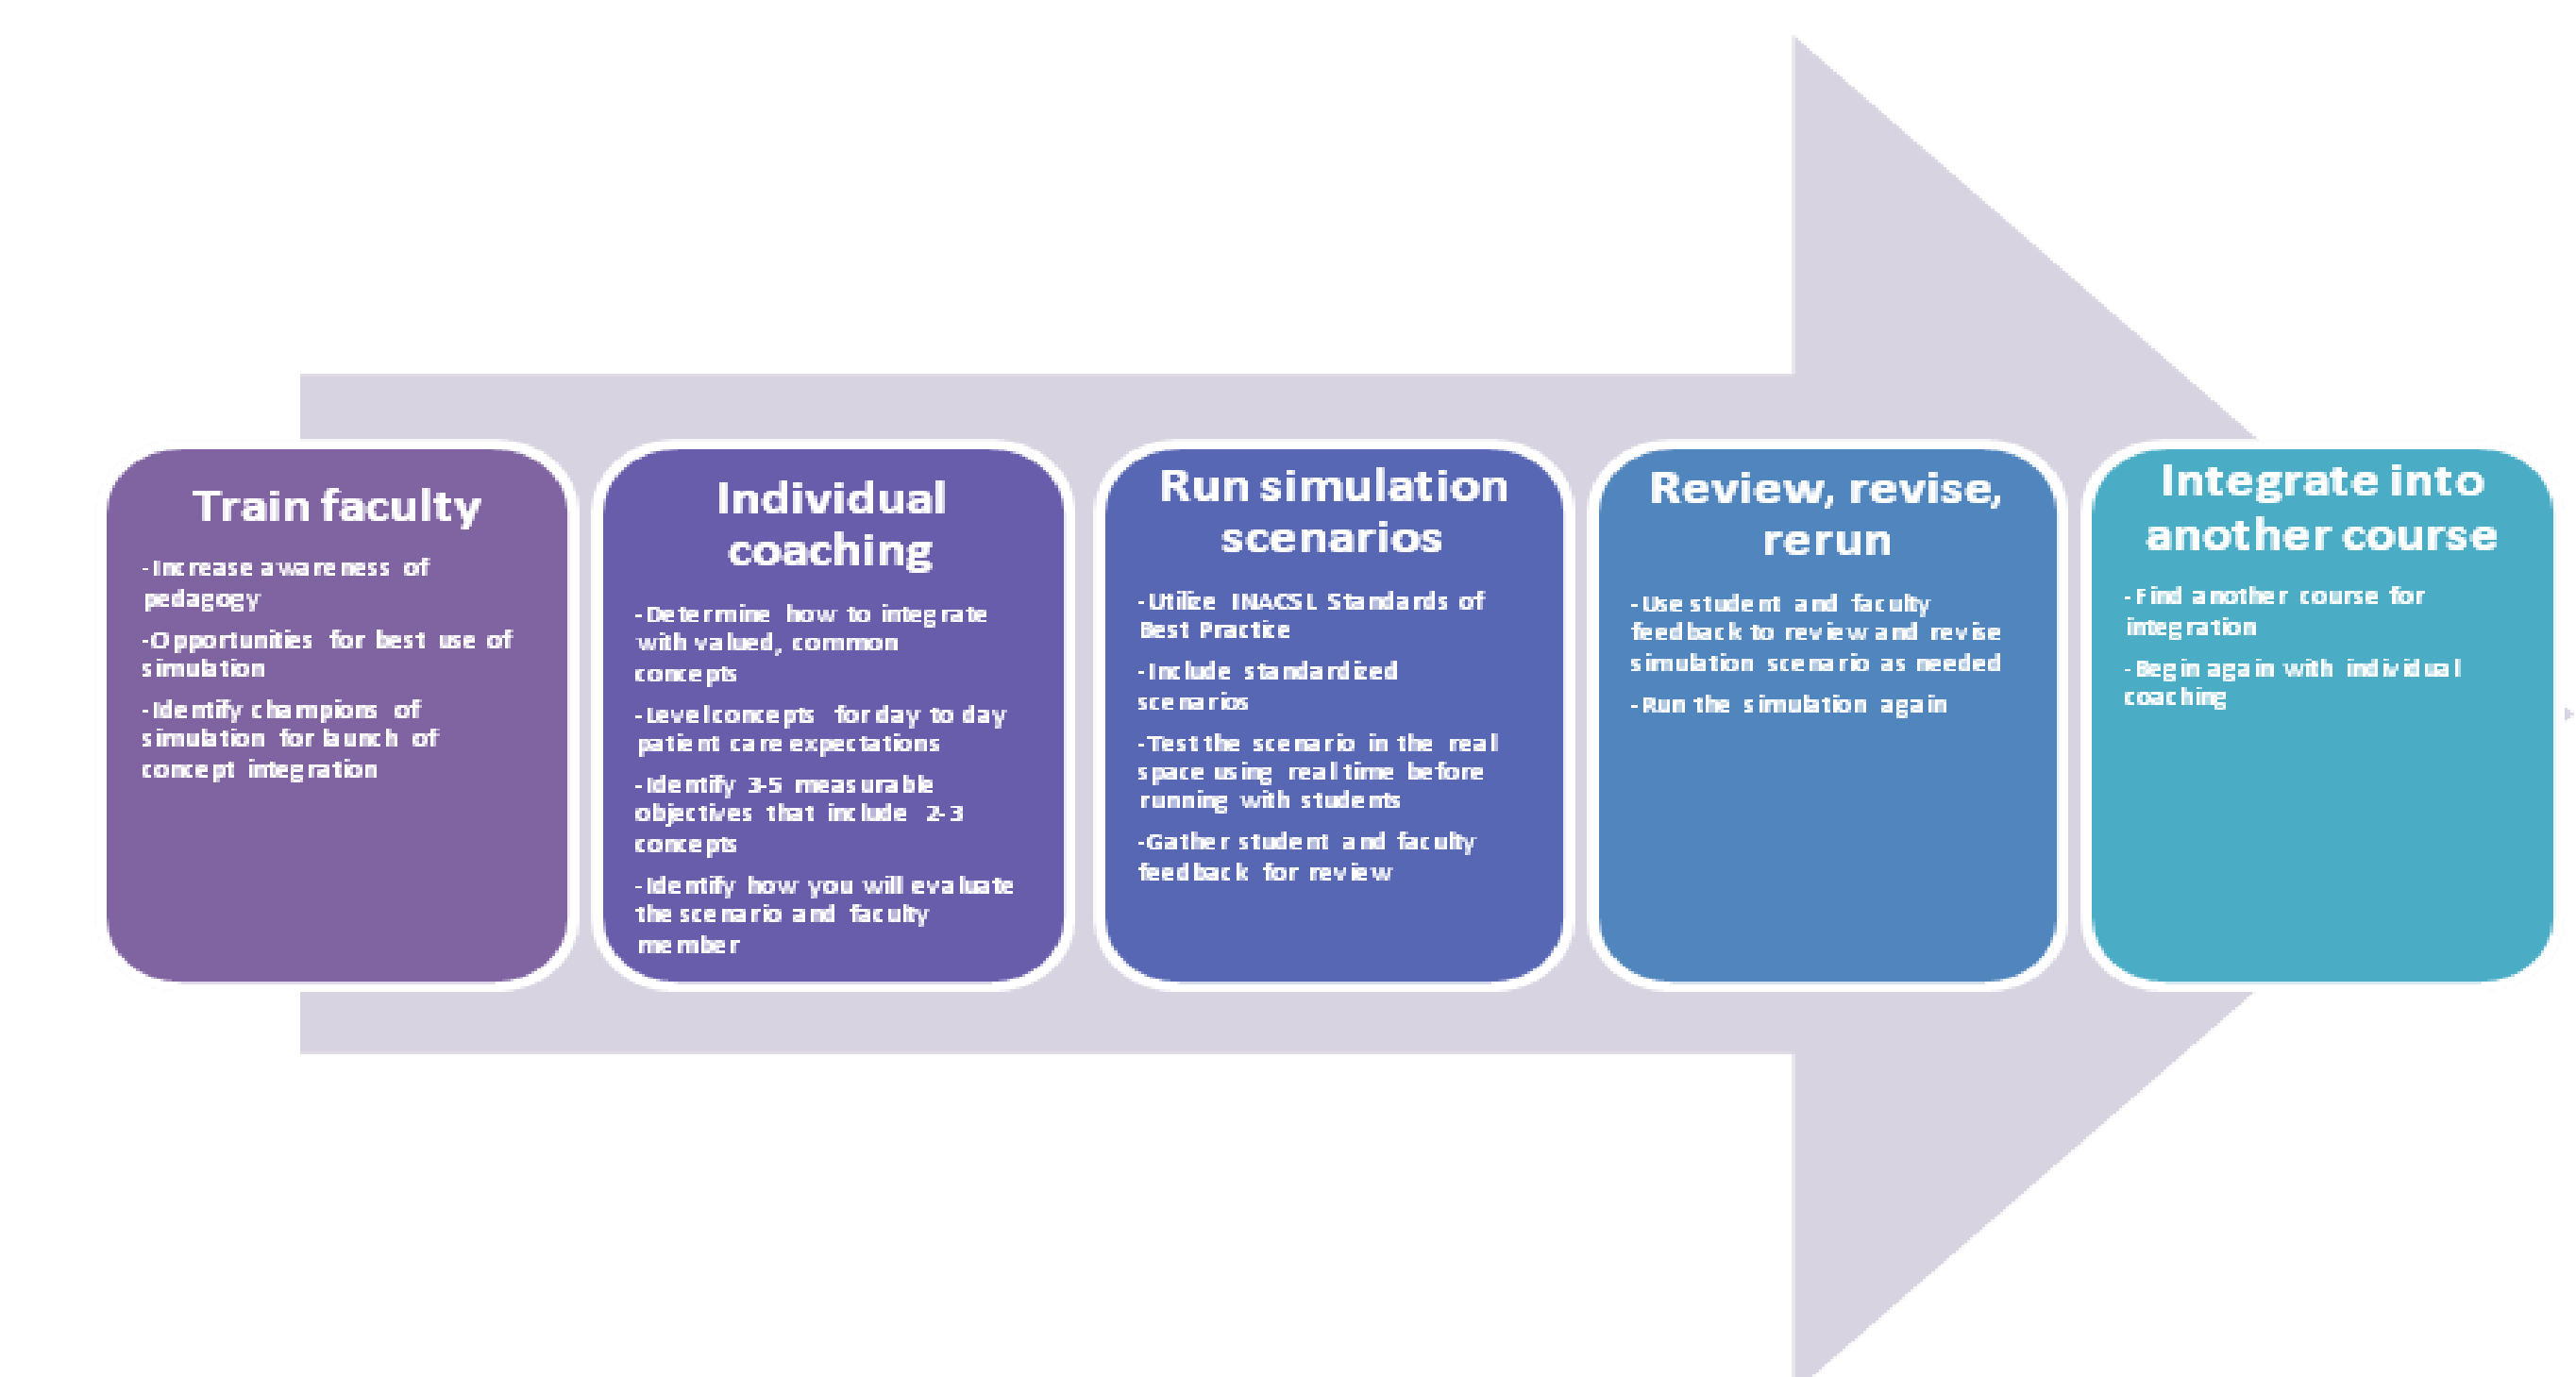 Train faculty
-Increase awareness of
pedagogy
-Opportunities for best use of
simulation
-Identify champions of
simulation for launch of
concept integration
Individual
coaching
-Determine how to integrate
with valued, common
concepts
-Level concepts for day to day
patient care expectations
-Identify 3-5 measurable
objectives that include 2-3
concepts
-Identify how you will evaluate
the scenario and faculty
member
Run simulation
scenarios
-Utilize INACSL Standards of
Best Practice
-Include standardized
scenarios
-Test the scenario in the real
space using real time before
running with students
-Gather student and faculty
feedback for review
Review, revise,
rerun
-Use student and faculty
feedback to review and revise
simulation scenario as needed
-Run the simulation again
Integrate into
another course
-Find another course for
integration
-Begin again with individual
coaching